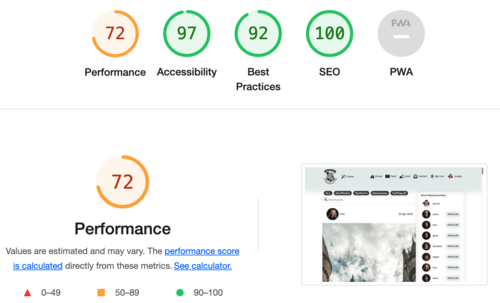 72 97 92 100 PWA
Performance Accessibility Best Practices SEO PWA
72
Performance
Values are estimated and may vary. The performance score
is calculated directly from these metrics. See calculator.
0–49 50–89 90–100